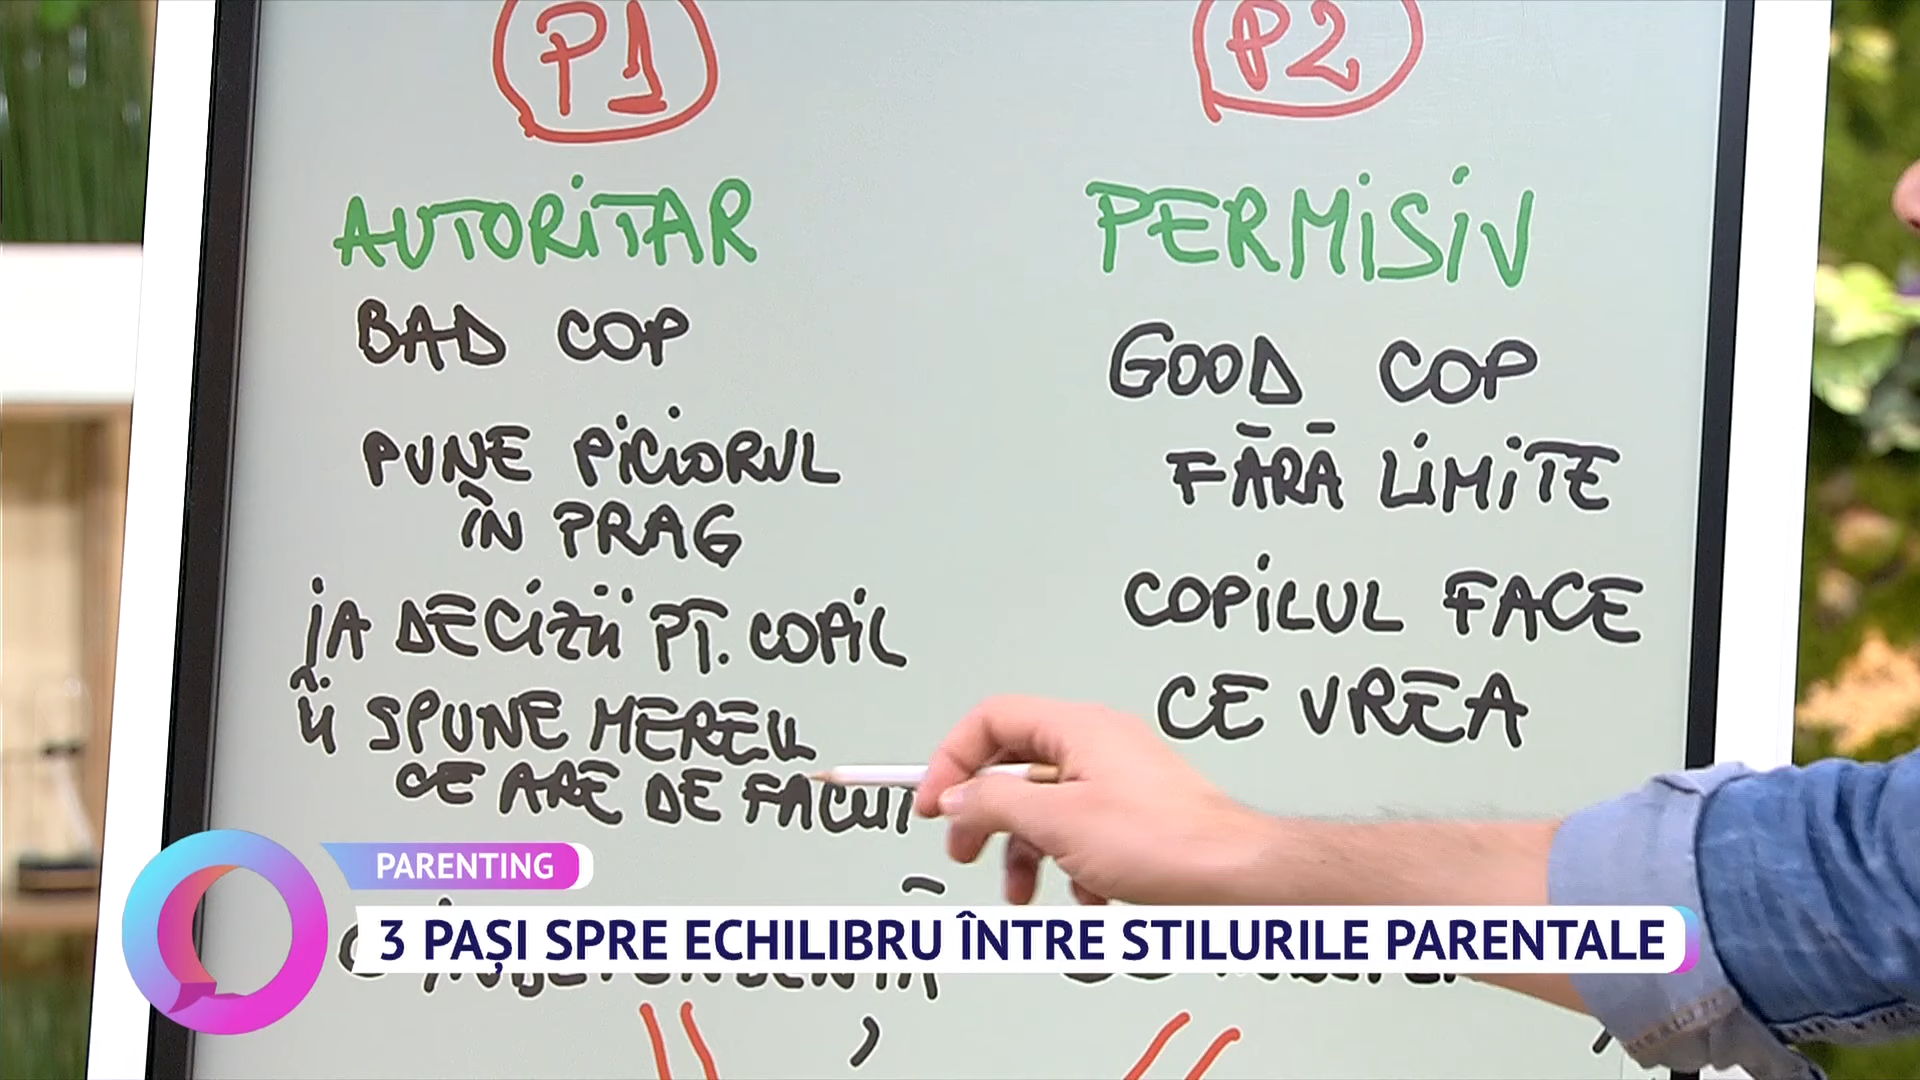 P1
AUTORITAR
BAD COP
PUNE PICIORUL
ÎN PRAG
IA DECIZII PT. COPIL
ÎI SPUNE MEREU
CE ARE DE FĂCUT
P2
PERMISIV
GOOD COP
FĂRĂ LIMITE
COPILUL FACE
CE VREA
PARENTING
3 PAȘI SPRE ECHILIBRU ÎNTRE STILURILE PARENTALE